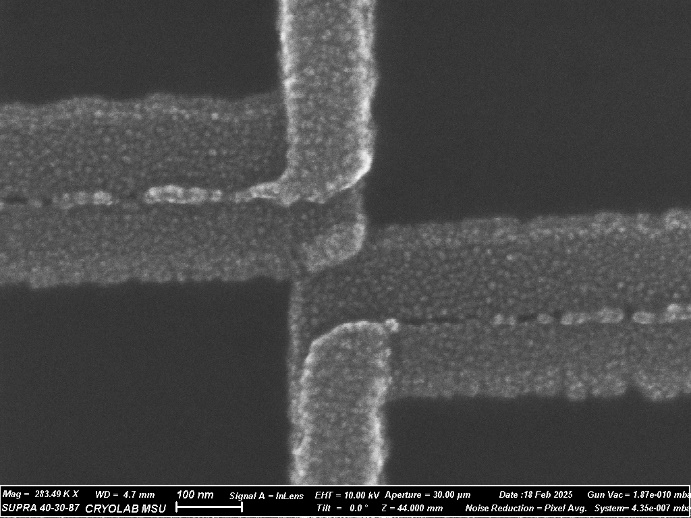 Mag = 283.49 K X WD = 4.7 mm 100 nm Signal A = InLens EHT = 10.00 kV Aperture = 30.00 µm Date :18 Feb 2025 Gun Vac = 1.87e-010 mba
SUPRA 40-30-87 CRYOLAB MSU Tilt = 0.0° Z = 44.000 mm Noise Reduction = Pixel Avg. System= 4.35e-007 mb